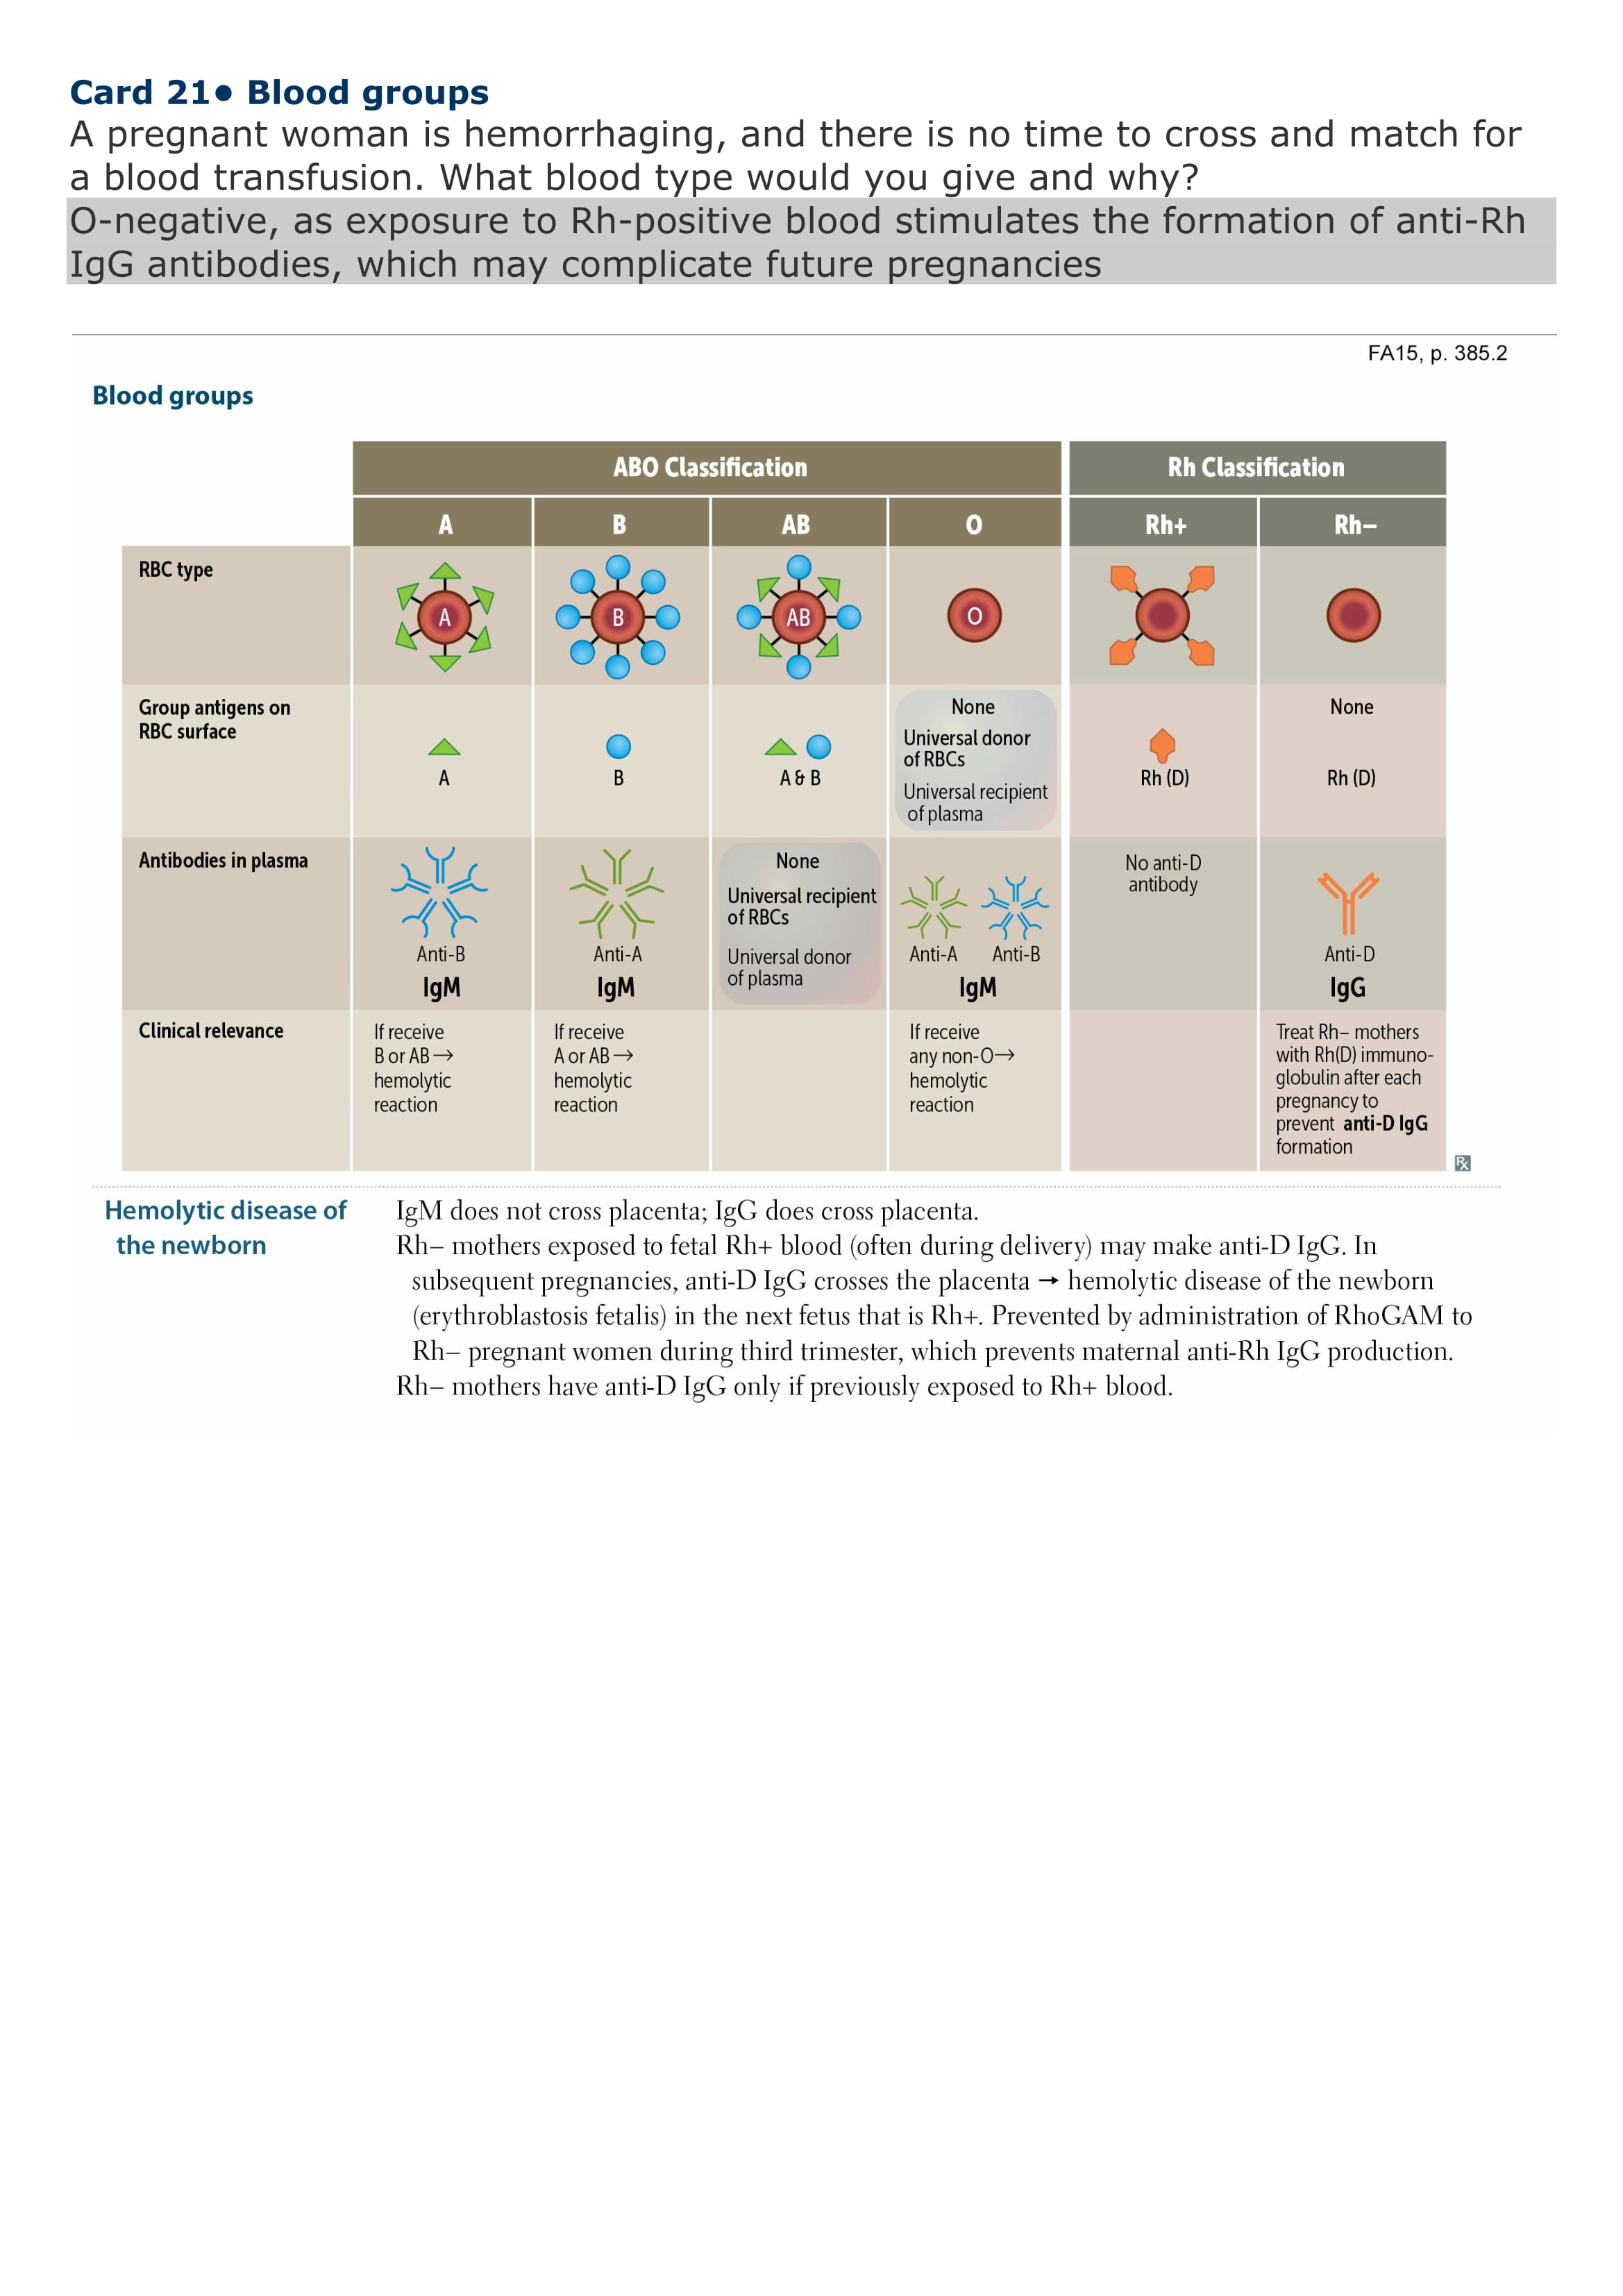 Card 21● Blood groups
A pregnant woman is hemorrhaging, and there is no time to cross and match for
a blood transfusion. What blood type would you give and why?
O-negative, as exposure to Rh-positive blood stimulates the formation of anti-Rh
IgG antibodies, which may complicate future pregnancies
FA15, p. 385.2
Blood groups
ABO Classification
Rh Classification
A
B
AB
O
Rh+
Rh–
RBC type
A
B
AB
O
Group antigens on
RBC surface
A
B
A & B
None
Universal donor
of RBCs
Universal recipient
of plasma
Rh (D)
None
Rh (D)
Antibodies in plasma
Anti-B
IgM
Anti-A
IgM
None
Universal recipient
of RBCs
Universal donor
of plasma
Anti-A
Anti-B
IgM
No anti-D
antibody
Anti-D
IgG
Clinical relevance
If receive
B or AB→
hemolytic
reaction
If receive
A or AB→
hemolytic
reaction
If receive
any non-O→
hemolytic
reaction
Treat Rh– mothers
with Rh(D) immuno-
globulin after each
pregnancy to
prevent anti-D IgG
formation
Rx
Hemolytic disease of
the newborn
IgM does not cross placenta; IgG does cross placenta.
Rh– mothers exposed to fetal Rh+ blood (often during delivery) may make anti-D IgG. In
subsequent pregnancies, anti-D IgG crosses the placenta → hemolytic disease of the newborn
(erythroblastosis fetalis) in the next fetus that is Rh+. Prevented by administration of RhoGAM to
Rh– pregnant women during third trimester, which prevents maternal anti-Rh IgG production.
Rh– mothers have anti-D IgG only if previously exposed to Rh+ blood.